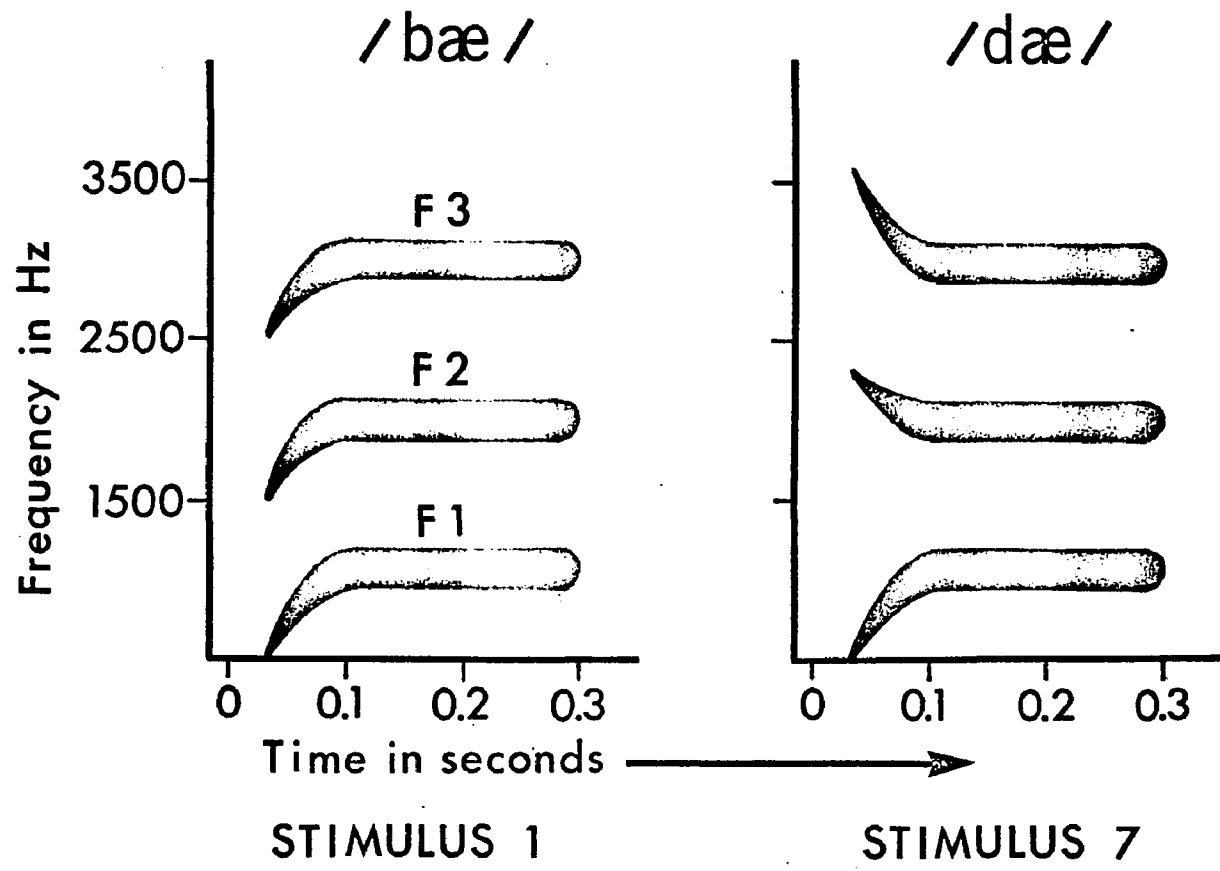 /bæ/ /dæ/
3500
F3
Frequency in Hz
2500
F2
1500
F1
0 0.1 0.2 0.3 0 0.1 0.2 0.3
Time in seconds
STIMULUS 1 STIMULUS 7